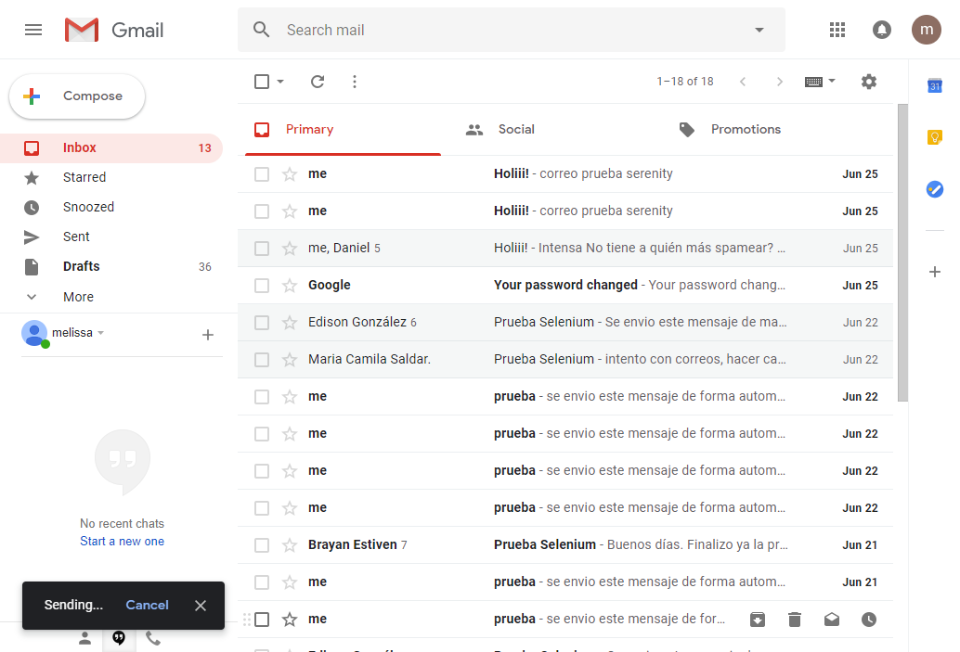 Gmail
Search mail
m
Compose
1–18 of 18
31
Primary
Social
Promotions
Inbox 13
Starred
Snoozed
Sent
Drafts 36
More
melissa
me Holiii! - correo prueba serenity Jun 25
me Holiii! - correo prueba serenity Jun 25
me, Daniel 5 Holiii! - Intensa No tiene a quién más spamear? ... Jun 25
Google Your password changed - Your password chang... Jun 25
Edison González 6 Prueba Selenium - Se envio este mensaje de ma... Jun 22
Maria Camila Saldar. Prueba Selenium - intento con correos, hacer ca... Jun 22
me prueba - se envio este mensaje de forma autom... Jun 22
me prueba - se envio este mensaje de forma autom... Jun 22
me prueba - se envio este mensaje de forma autom... Jun 22
me prueba - se envio este mensaje de forma autom... Jun 22
Brayan Estiven 7 Prueba Selenium - Buenos días. Finalizo ya la pr... Jun 21
me prueba - se envio este mensaje de forma autom... Jun 21
me prueba - se envio este mensaje de for...
No recent chats
Start a new one
Sending... Cancel